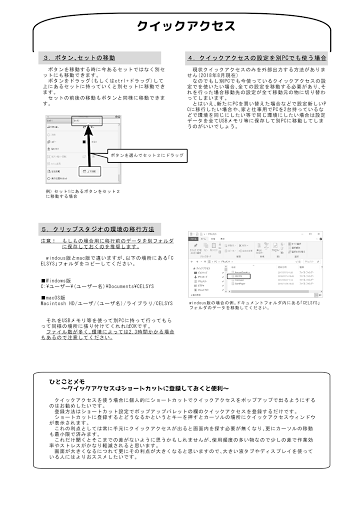 クイックアクセス
３．ボタン,セットの移動
ボタンを移動する時に今あるセットではなく別セ
ットにも移動できます。
ボタンをドラッグ(もしくはctrl+ドラッグ)して
上にあるセットに持っていくと別セットに移動でき
ます。
セットの前後の移動もボタンと同様に移動できま
す。
ボタンを選んでセット2にドラッグ
例）セット1にあるボタンをセット２
に移動する場合
４．クイックアクセスの設定を別PCでも使う場合
現状クイックアクセスのみを外部出力する方法がありま
せん(2018年8月現在)
なのでもし別PCでも今使っているクイックアクセスの設
定を使いたい場合、全ての設定を移動する必要があり、そ
れを行った場合移動先の設定が全て移動元の物に切り替わ
ってしまいます。
とはいえ、新たにPCを買い替えた場合などで設定新しいP
Cに移行したい場合や、家と仕事用でPCを2台持っているな
どで環境を同じにしたい等で同じ環境にしたい場合は設定
データを全てUSBメモリ等に保存して別PCに移動してしま
うのがいいでしょう。
５．クリップスタジオの環境の移行方法
注意！　もしもの場合用に移行前のデータを別フォルダ
に保存しておくのを推奨します。
windows版とmac版で違いますが、以下の場所にある「C
ELSYS」フォルダをコピーしてください。
■Windows版
C:¥ユーザー¥(ユーザー名)¥Documents¥CELSYS
■macOS版
Macintosh HD/ユーザ/(ユーザ名)/ライブラリ/CELSYS
それをUSBメモリ等を使って別PCに持って行ってもら
って同様の場所に張り付けてくれればOKです。
ファイル数が多く、環境によっては2,3時間かかる場合
もあるので注意してください。
windows版の場合の例。ドキュメントフォルダ内にある「CELSYS」フ
ォルダのデータを移動してください。
ひとことメモ
～クイックアクセスはショートカットに登録しておくと便利～
クイックアクセスを使う場合に個人的にショートカットでクイックアクセスをポップアップで出るようにする
のはお勧めしたいです。
登録方法はショートカット設定でポップアップパレットの欄のクイックアクセスを登録するだけです。
ショートカットに登録するとどうなるかというとキーを押すとカーソルの場所にクイックアクセスウィンドウ
が表示されます。
これの利点としては常に手元にクイックアクセスが出ると画面内を探す必要が無くなり、更にカーソルの移動
も最小限で済みます。
これだけ聞くとそこまでの差がないように思うかもしれませんが、使用頻度の多い物なので少しの差で作業効
率やストレスがかなり軽減されると思います。
画面が大きくなるにつれて更にその利点が大きくなると思いますので、大きい液タブやディスプレイを使って
いる人にはよりおススメしたいです。